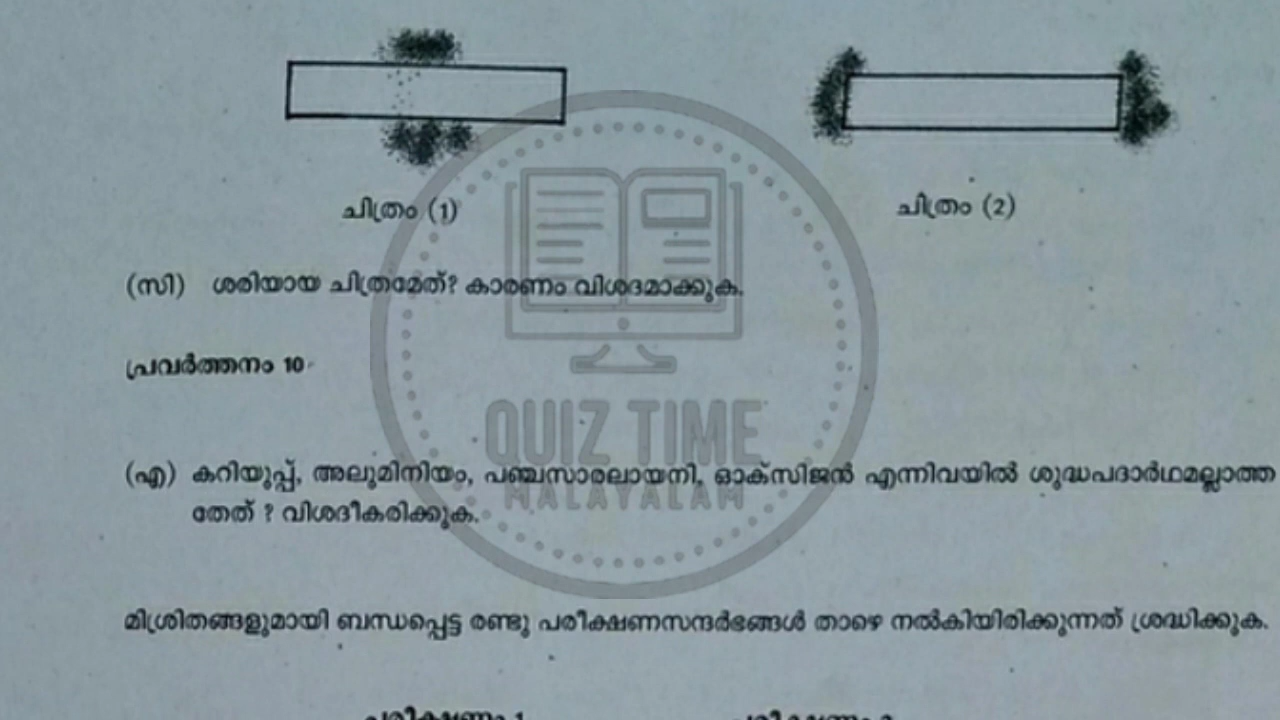 ചിത്രം (1) ചിത്രം (2)
(സി) ശരിയായ ചിത്രമേത്? കാരണം വിശദമാക്കുക.
പ്രവർത്തനം 10
QUIZ TIME
MALAYALAM
(എ) കറിയുപ്പ്, അലൂമിനിയം, പഞ്ചസാരലായനി, ഓക്സിജൻ എന്നിവയിൽ ശുദ്ധപദാർഥമല്ലാത്ത
തേത് ? വിശദീകരിക്കുക.
മിശ്രിതങ്ങളുമായി ബന്ധപ്പെട്ട രണ്ടു പരീക്ഷണസന്ദർഭങ്ങൾ താഴെ നൽകിയിരിക്കുന്നത് ശ്രദ്ധിക്കുക.